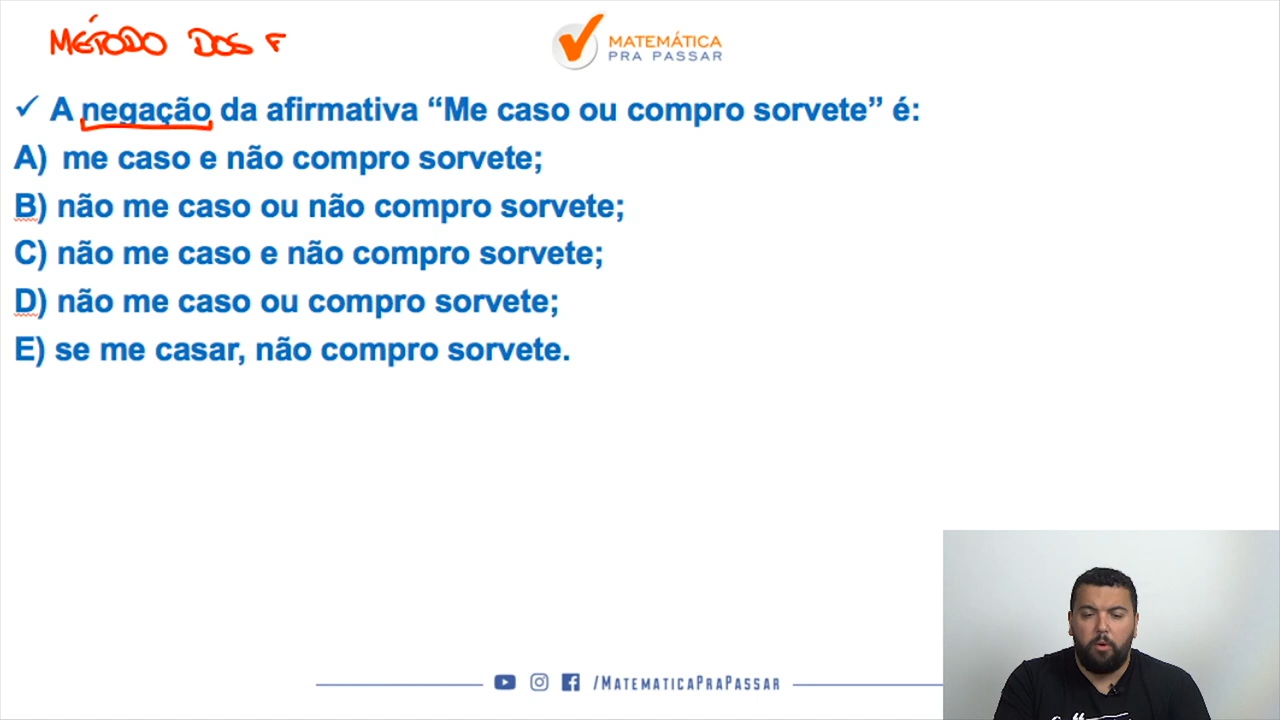 MÉTODO DOS F
MATEMÁTICA
PRA PASSAR
✓ A negação da afirmativa “Me caso ou compro sorvete” é:
A) me caso e não compro sorvete;
B) não me caso ou não compro sorvete;
C) não me caso e não compro sorvete;
D) não me caso ou compro sorvete;
E) se me casar, não compro sorvete.
/MATEMATICAPRAPASSAR